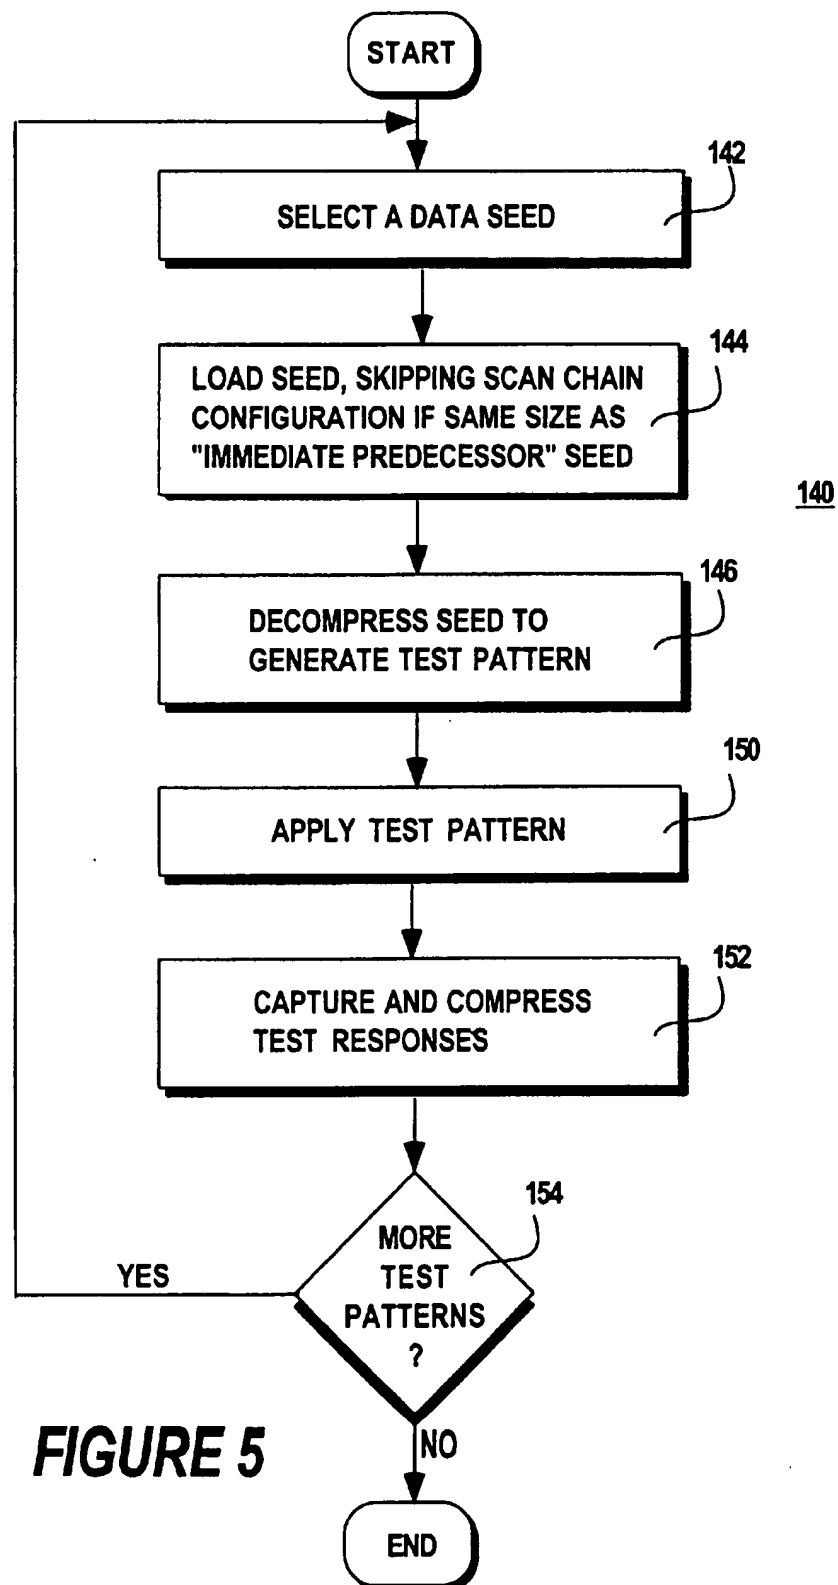 START
142
SELECT A DATA SEED
144
LOAD SEED, SKIPPING SCAN CHAIN
CONFIGURATION IF SAME SIZE AS
"IMMEDIATE PREDECESSOR" SEED
140
146
DECOMPRESS SEED TO
GENERATE TEST PATTERN
150
APPLY TEST PATTERN
152
CAPTURE AND COMPRESS
TEST RESPONSES
154
MORE
TEST
PATTERNS
?
YES
NO
FIGURE 5
END